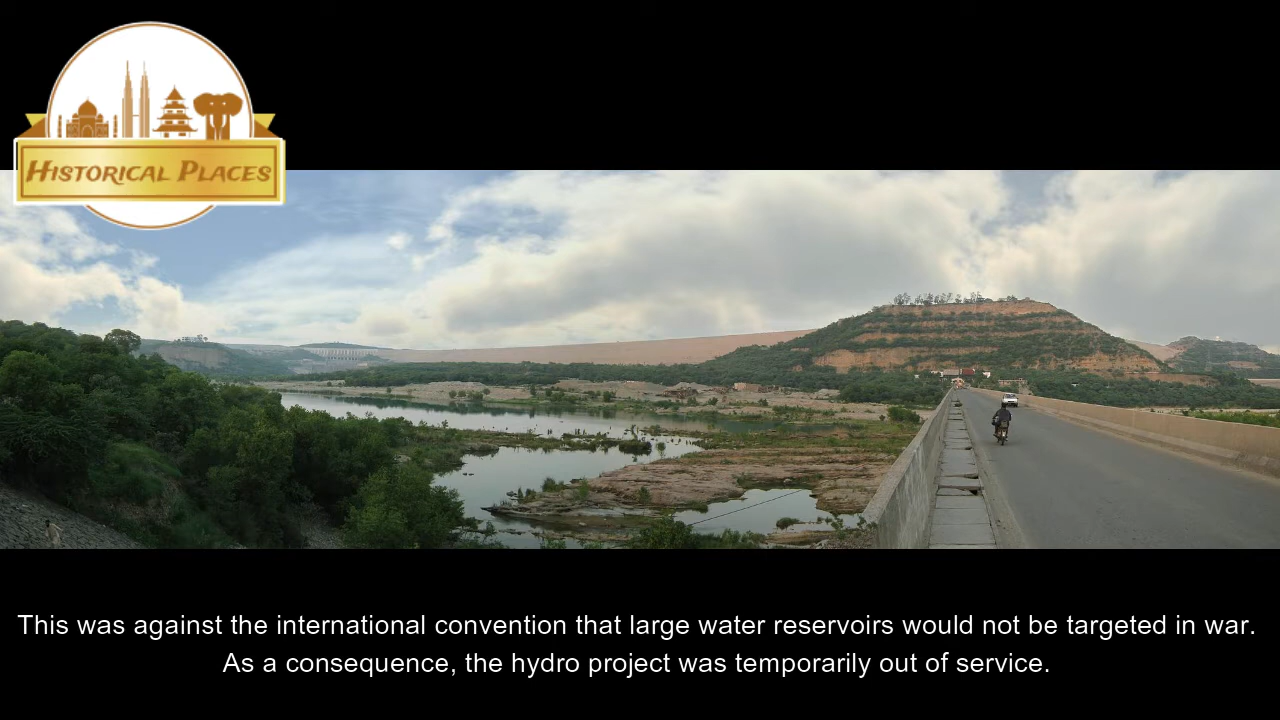 HISTORICAL PLACES
This was against the international convention that large water reservoirs would not be targeted in war.
As a consequence, the hydro project was temporarily out of service.